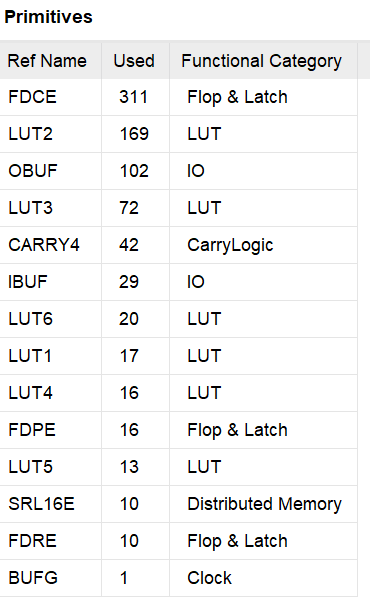 Primitives
Ref Name Used Functional Category
FDCE 311 Flop & Latch
LUT2 169 LUT
OBUF 102 IO
LUT3 72 LUT
CARRY4 42 CarryLogic
IBUF 29 IO
LUT6 20 LUT
LUT1 17 LUT
LUT4 16 LUT
FDPE 16 Flop & Latch
LUT5 13 LUT
SRL16E 10 Distributed Memory
FDRE 10 Flop & Latch
BUFG 1 Clock